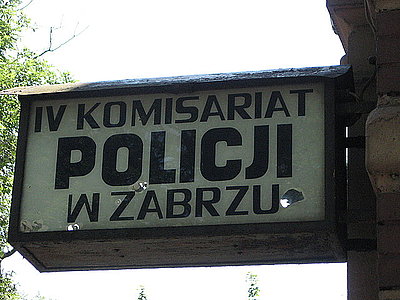 IV KOMISARIAT
POLICJI
W ZABRZU